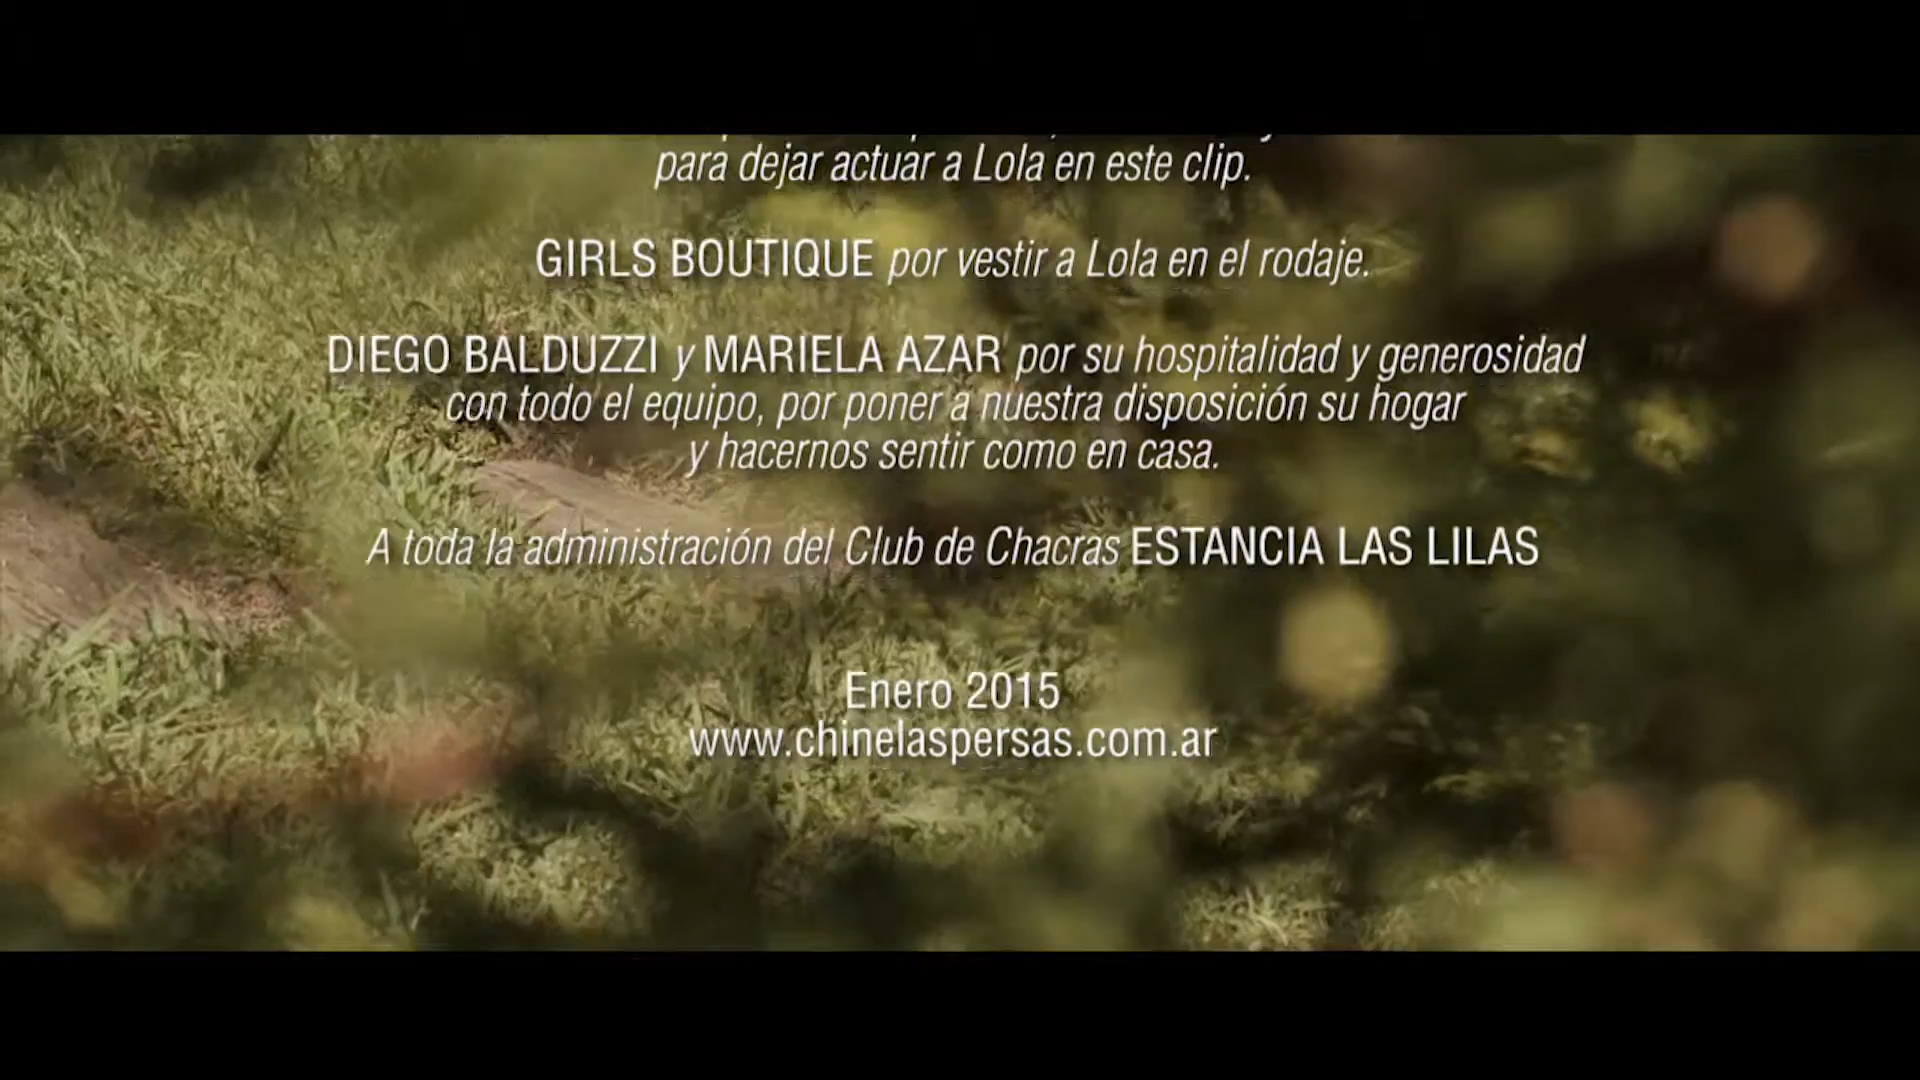 para dejar actuar a Lola en este clip.
GIRLS BOUTIQUE por vestir a Lola en el rodaje.
DIEGO BALDUZZI y MARIELA AZAR por su hospitalidad y generosidad
con todo el equipo, por poner a nuestra disposición su hogar
y hacernos sentir como en casa.
A toda la administración del Club de Chacras ESTANCIA LAS LILAS
Enero 2015
www.chinelaspersas.com.ar